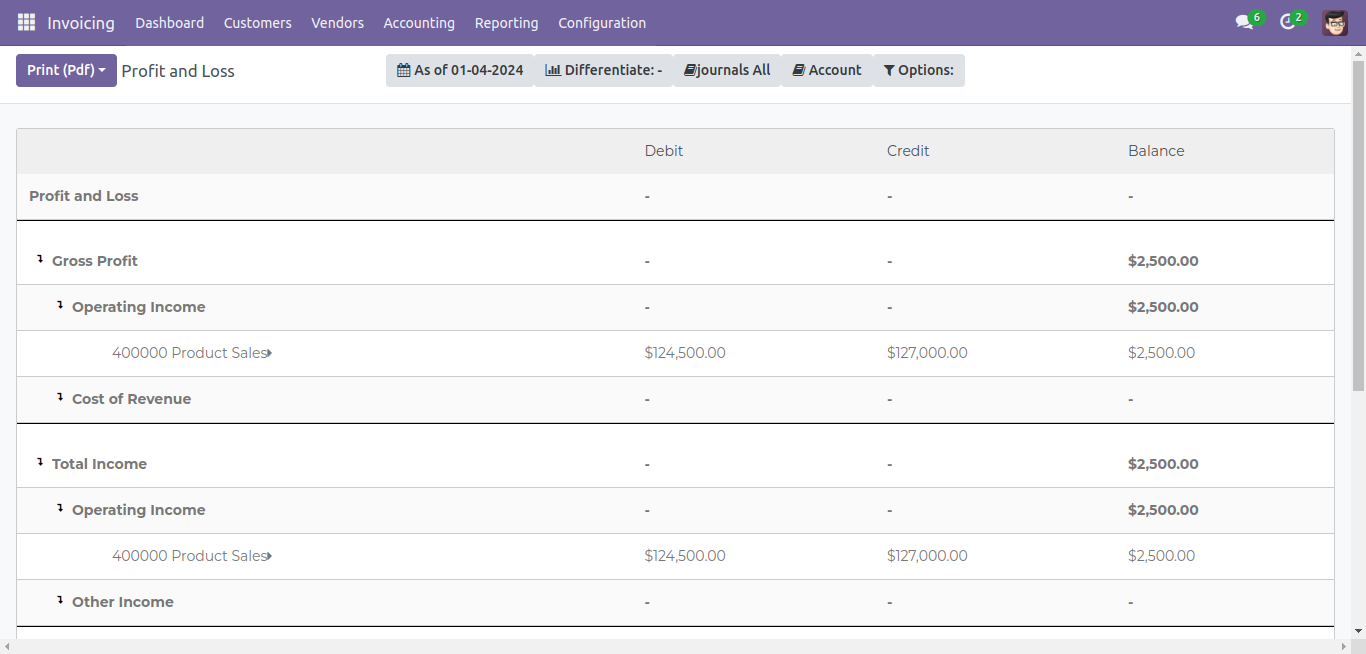 Invoicing Dashboard Customers Vendors Accounting Reporting Configuration 6 2
Print (Pdf) Profit and Loss As of 01-04-2024 Differentiate: - journals All Account Options:
Debit Credit Balance
Profit and Loss - - -
Gross Profit - - $2,500.00
Operating Income - - $2,500.00
400000 Product Sales $124,500.00 $127,000.00 $2,500.00
Cost of Revenue - - -
Total Income - - $2,500.00
Operating Income - - $2,500.00
400000 Product Sales $124,500.00 $127,000.00 $2,500.00
Other Income - - -